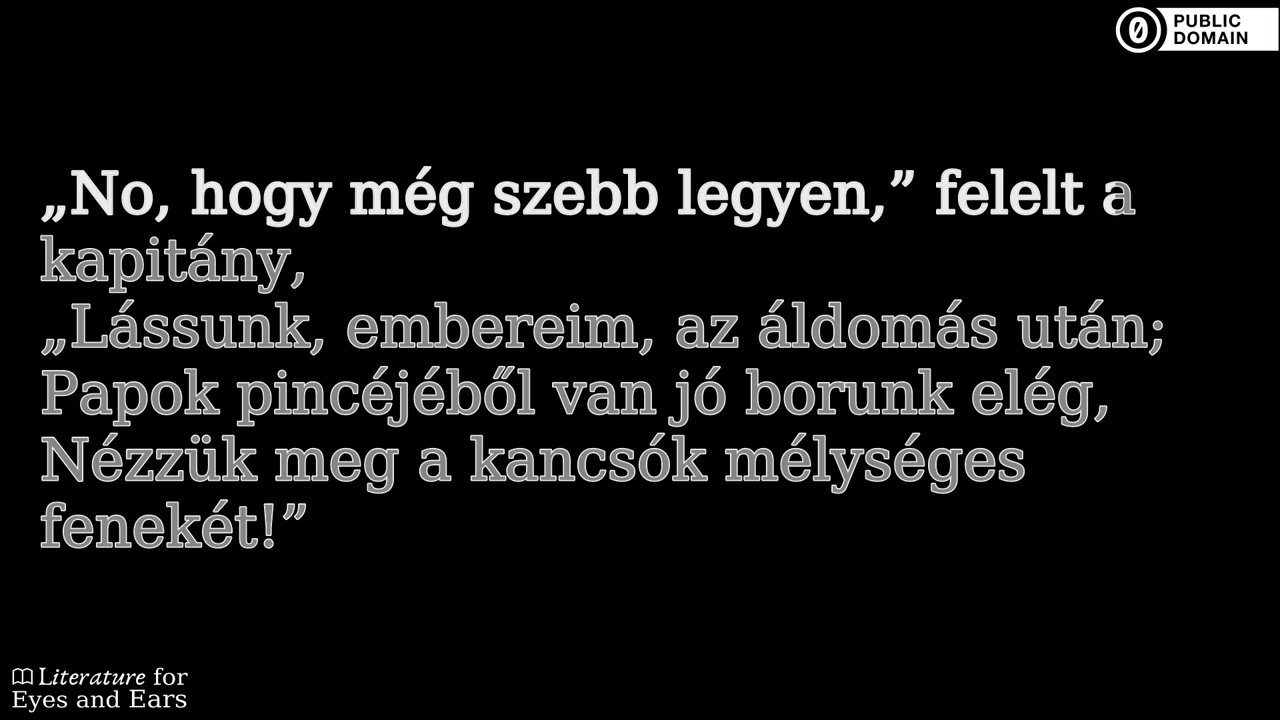 PUBLIC
DOMAIN
„No, hogy még szebb legyen,” felelt a
kapitány,
„Lássunk, embereim, az áldomás után;
Papok pincéjéből van jó borunk elég,
Nézzük meg a kancsók mélységes
fenekét!”
Literature for
Eyes and Ears